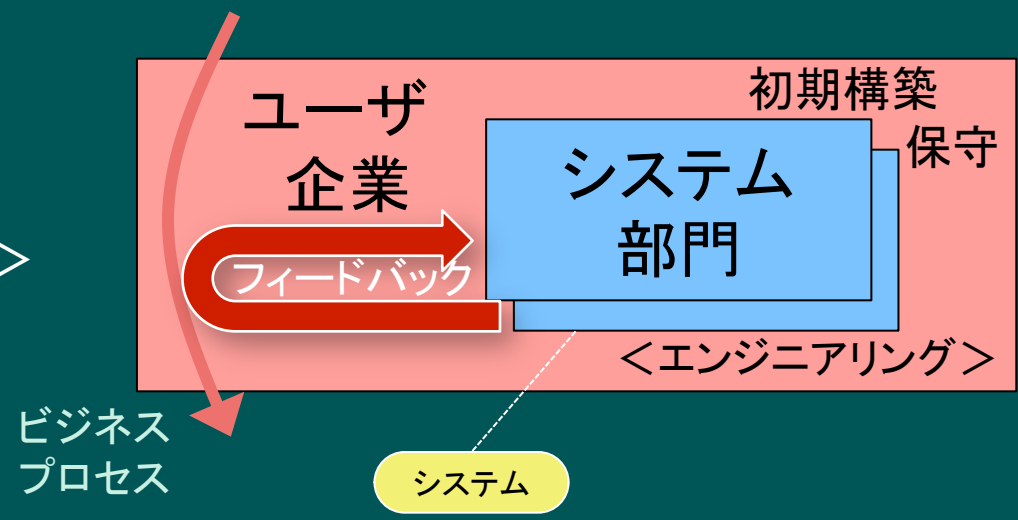 初期構築
保守
ユーザ
企業
システム
部門
フィードバック
＜エンジニアリング＞
ビジネス
プロセス
システム